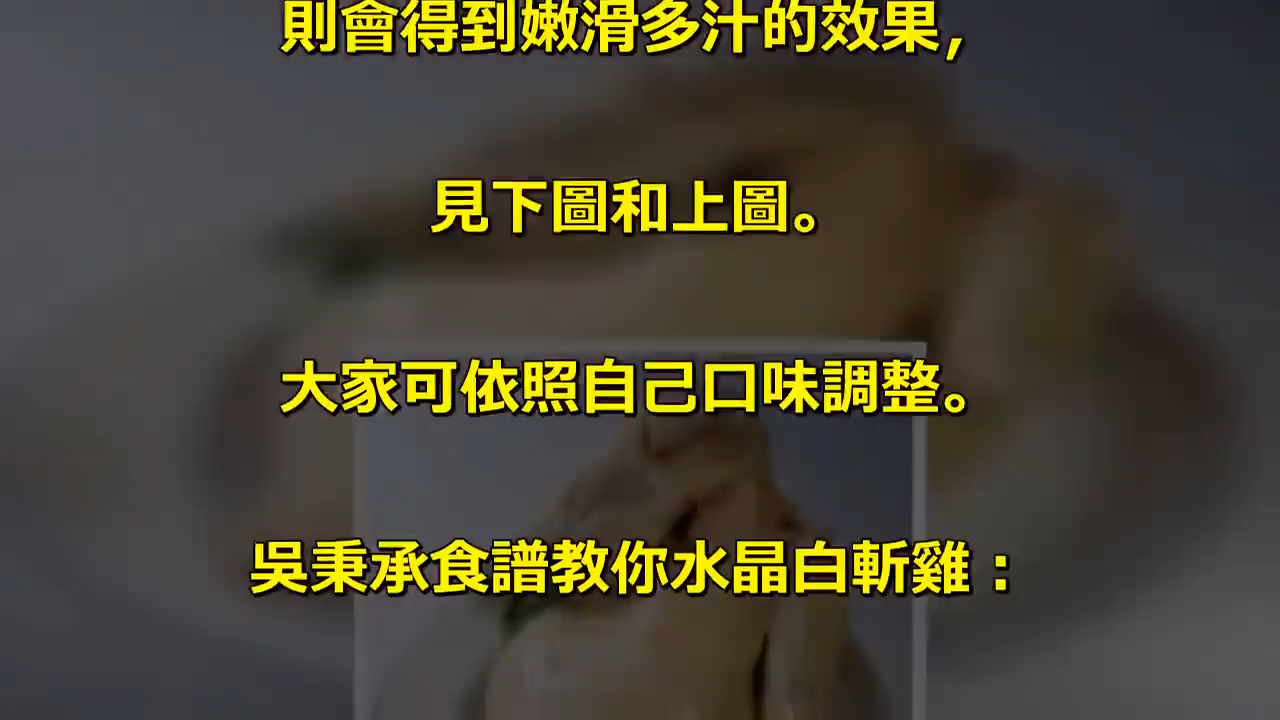 則會得到嫩滑多汁的效果，
見下圖和上圖。
大家可依照自己口味調整。
吳秉承食譜教你水晶白斬雞：